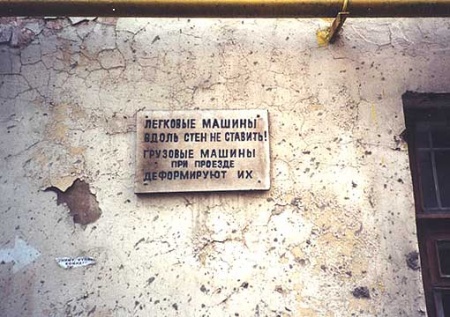 ЛЕГКОВЫЕ МАШИНЫ
ВДОЛЬ СТЕН НЕ СТАВИТЬ!
ГРУЗОВЫЕ МАШИНЫ
ПРИ ПРОЕЗДЕ
ДЕФОРМИРУЮТ ИХ